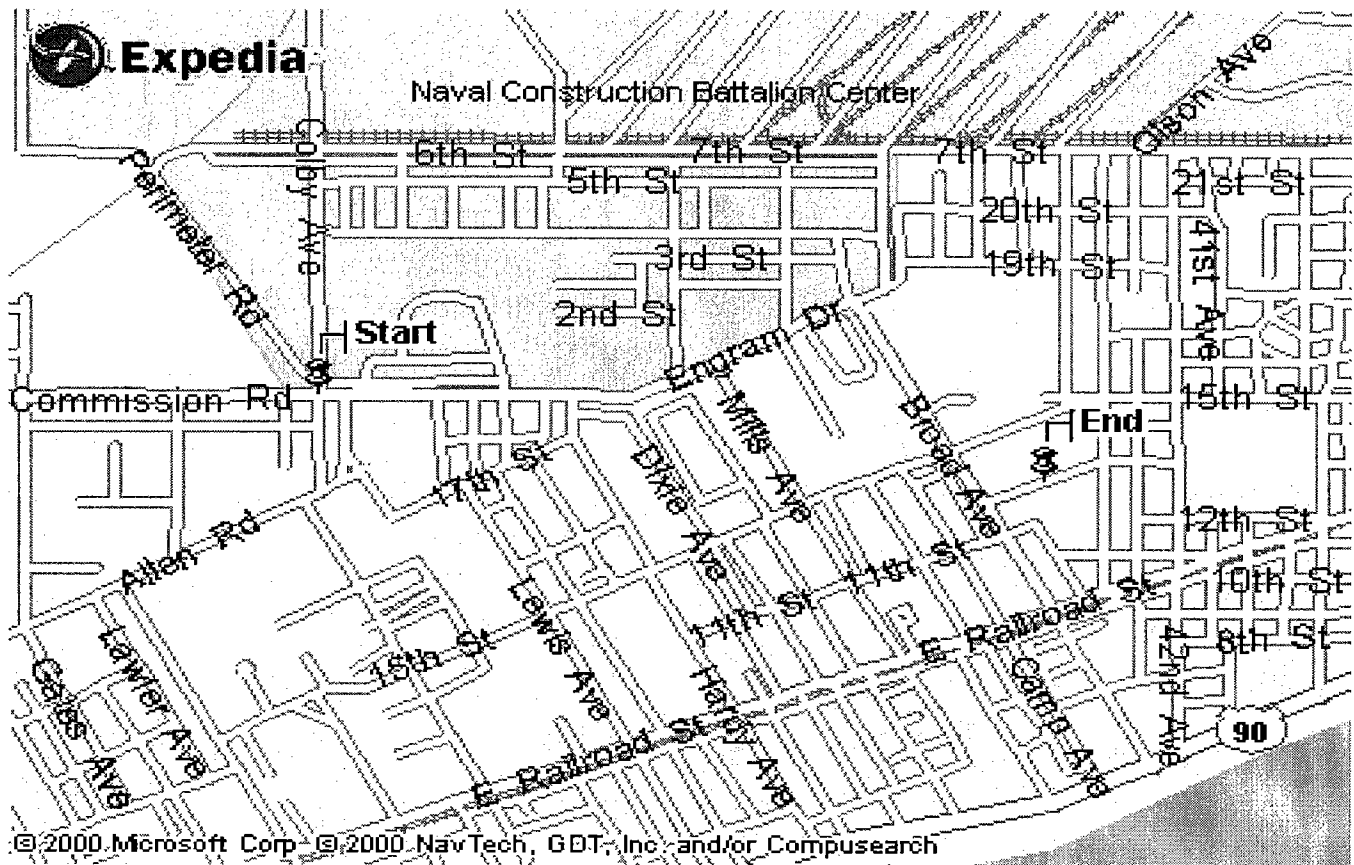 Expedia
Naval Construction Battalion Center
Olson Ave
Colby Ave
6th St
7th St
7th St
Perimeter Rd
5th St
21st St
20th St
41st Ave
3rd St
19th St
2nd St
Start
Engram Dr
Commission Rd
15th St
Mills Ave
Broad Ave
End
17th St
Dixie Ave
12th St
Allen Rd
11th St
10th St
Lewis Ave
11th St
E Railroad St
Lawler Ave
15th St
42nd Ave
6th St
Gates Ave
Hardy Ave
Camp Ave
E Railroad St
90
© 2000 Microsoft Corp © 2000 NavTech, GDT, Inc. and/or Compusearch